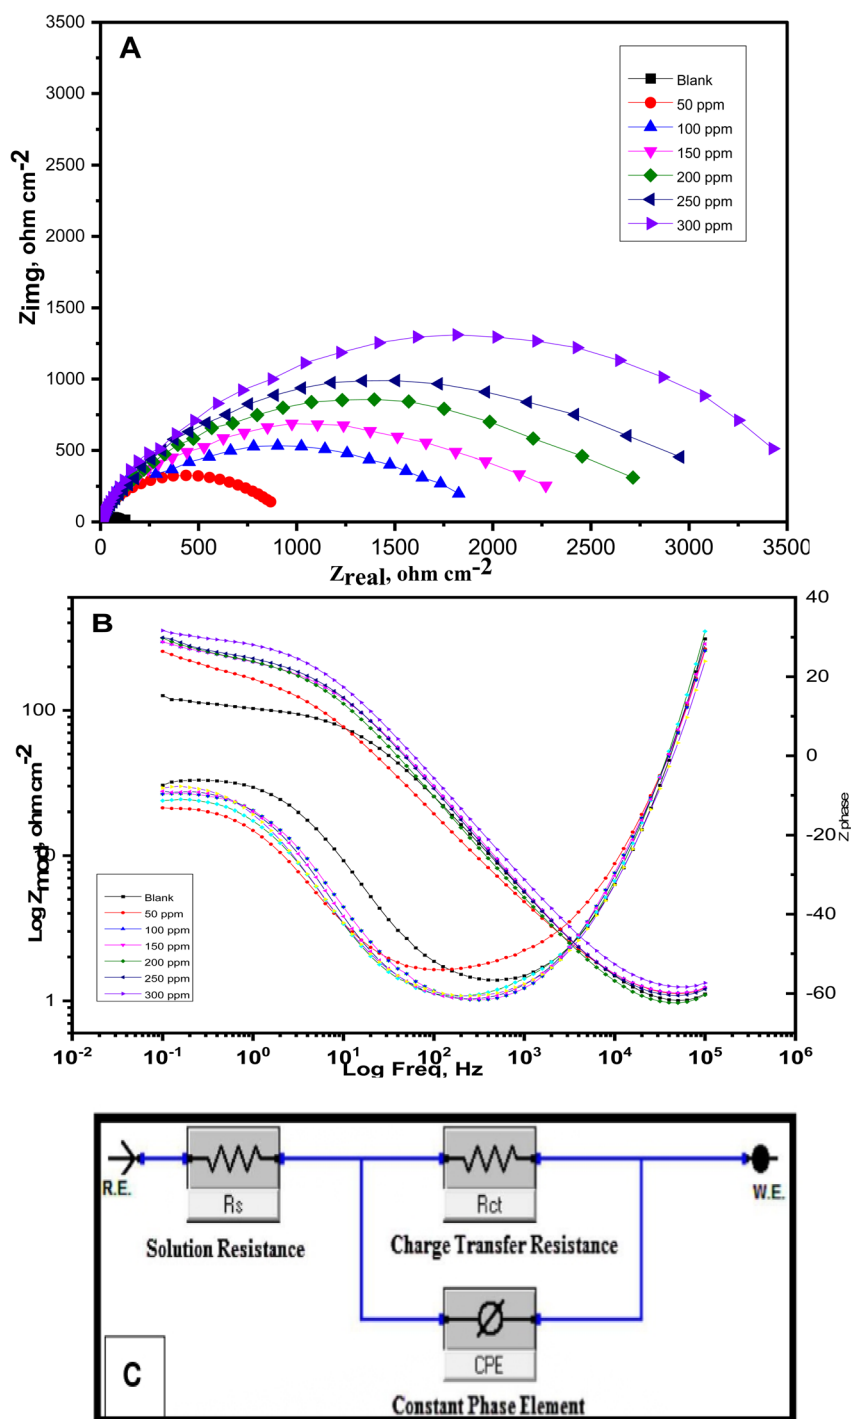 A
3500
3000
2500
2000
1500
1000
500
0
Zimg, ohm cm-2
Blank
50 ppm
100 ppm
150 ppm
200 ppm
250 ppm
300 ppm
0 500 1000 1500 2000 2500 3000 3500
Zreal, ohm cm-2
B
100
10
1
Log Zmod, ohm cm-2
40
20
0
-20
-40
-60
Z phase
Blank
50 ppm
100 ppm
150 ppm
200 ppm
250 ppm
300 ppm
10-2 10-1 100 101 102 103 104 105 106
Log Freq, Hz
R.E.
Rs
Solution Resistance
Rct
Charge Transfer Resistance
W.E.
CPE
Constant Phase Element
C